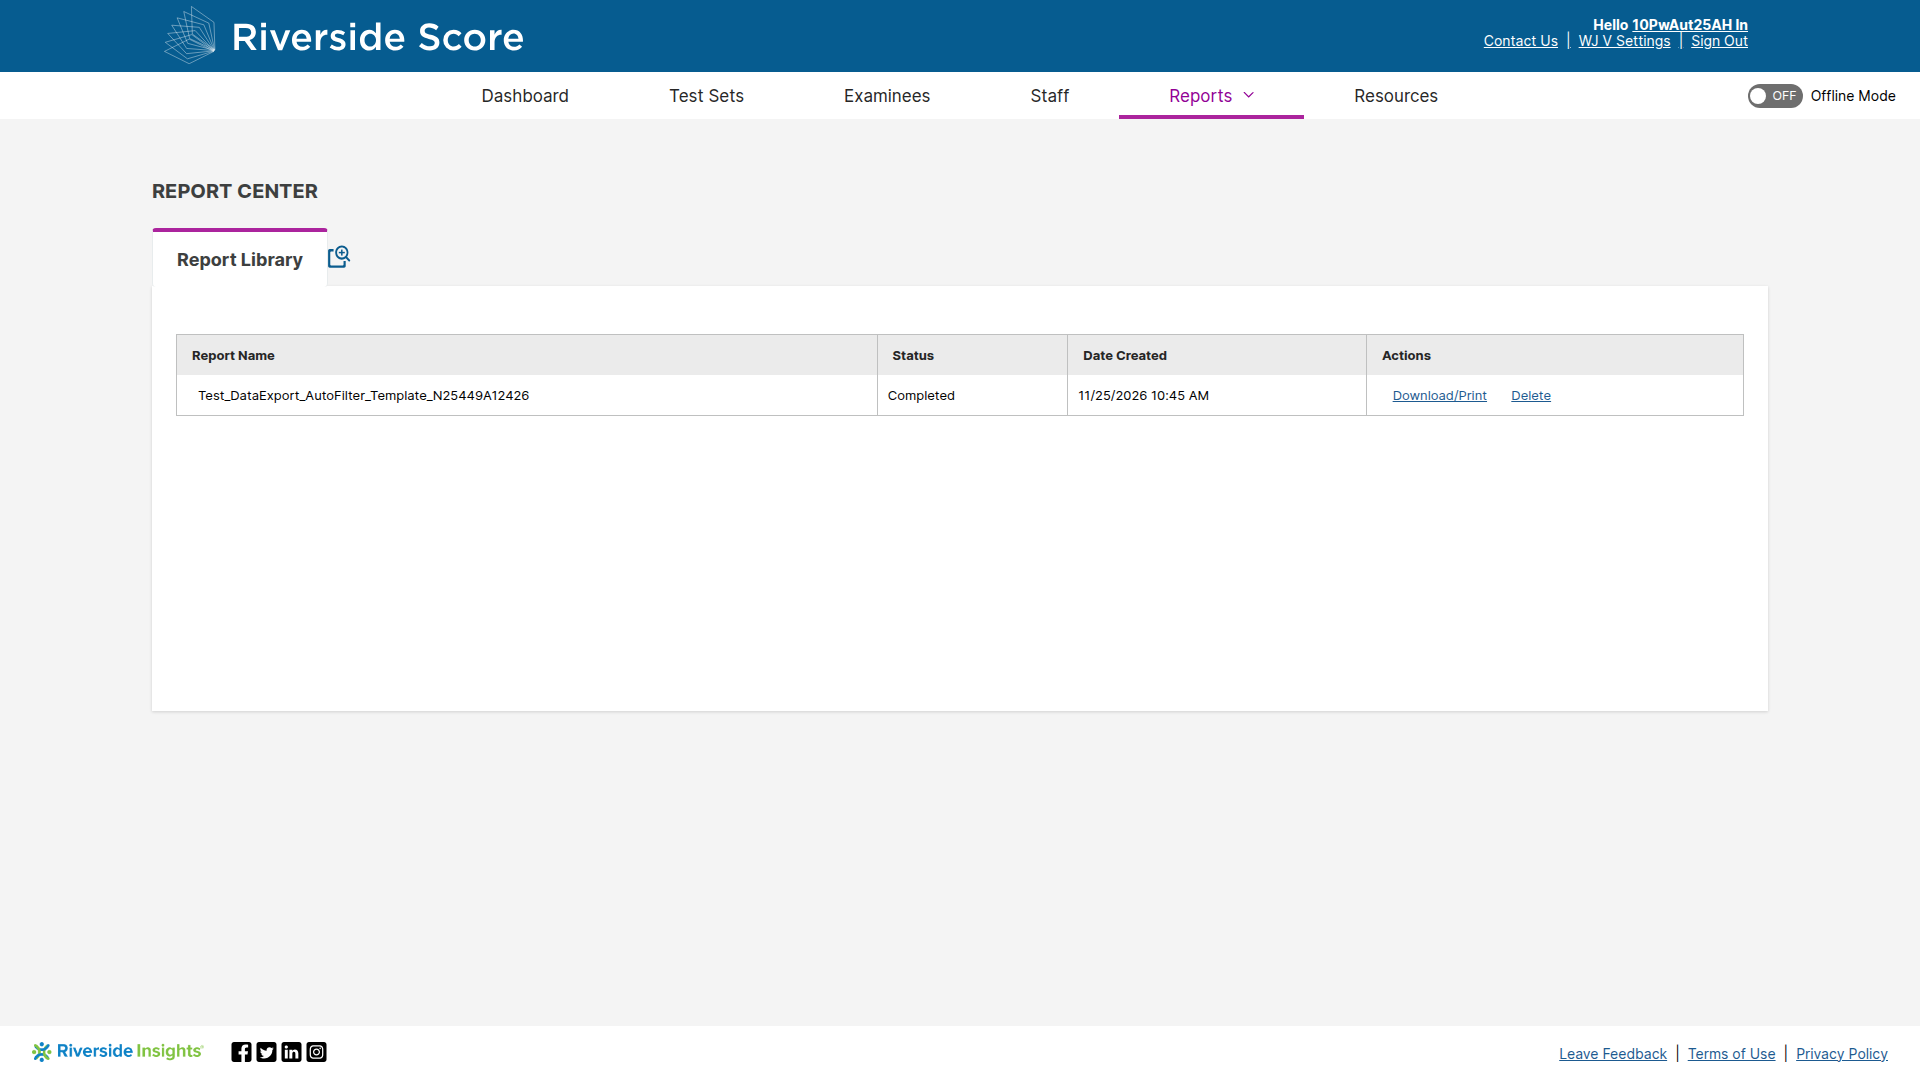 Riverside Score
Hello 10PwAut25AH In
Contact Us | WJ V Settings | Sign Out
Dashboard Test Sets Examinees Staff Reports Resources OFF Offline Mode
REPORT CENTER
Report Library
Report Name Status Date Created Actions
Test_DataExport_AutoFilter_Template_N25449A12426 Completed 11/25/2026 10:45 AM Download/Print Delete
Riverside Insights
Leave Feedback | Terms of Use | Privacy Policy